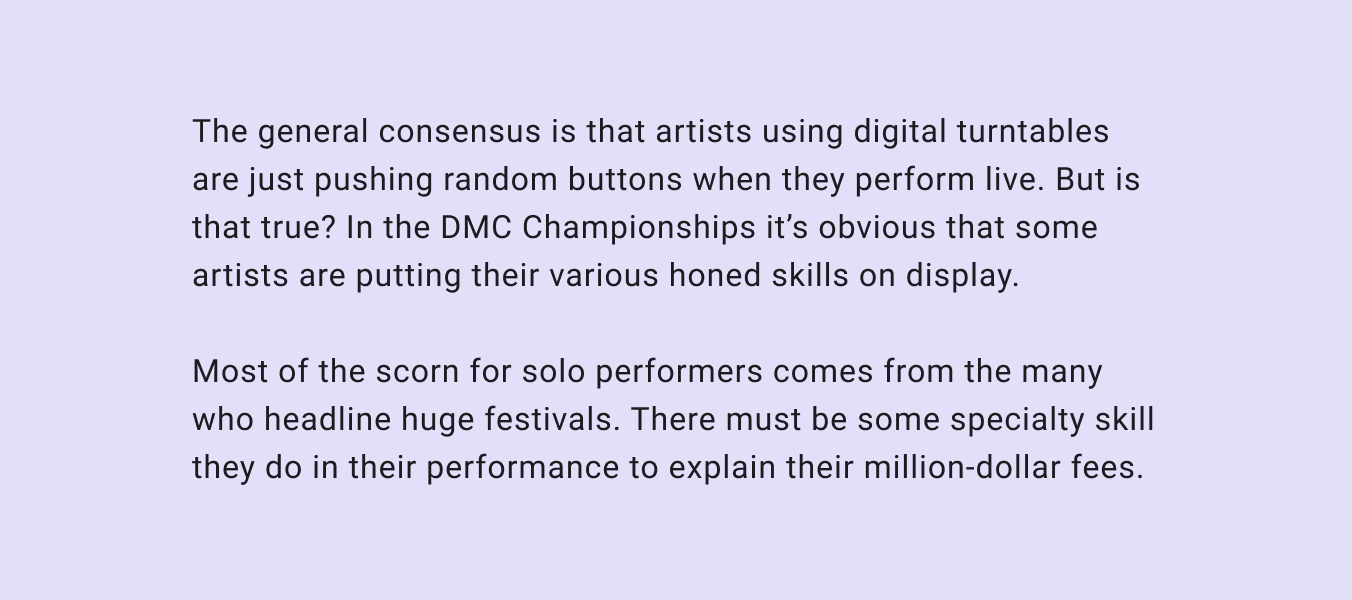 The general consensus is that artists using digital turntables
are just pushing random buttons when they perform live. But is
that true? In the DMC Championships it’s obvious that some
artists are putting their various honed skills on display.
Most of the scorn for solo performers comes from the many
who headline huge festivals. There must be some specialty skill
they do in their performance to explain their million-dollar fees.